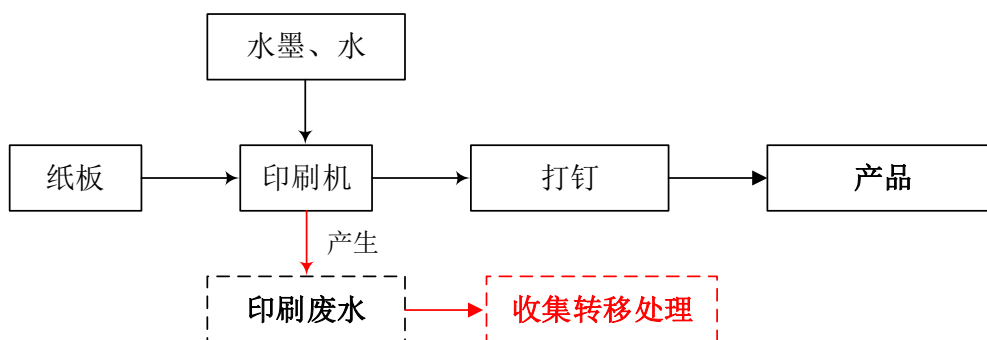 水墨、水
纸板
印刷机
打钉
产品
产生
印刷废水
收集转移处理